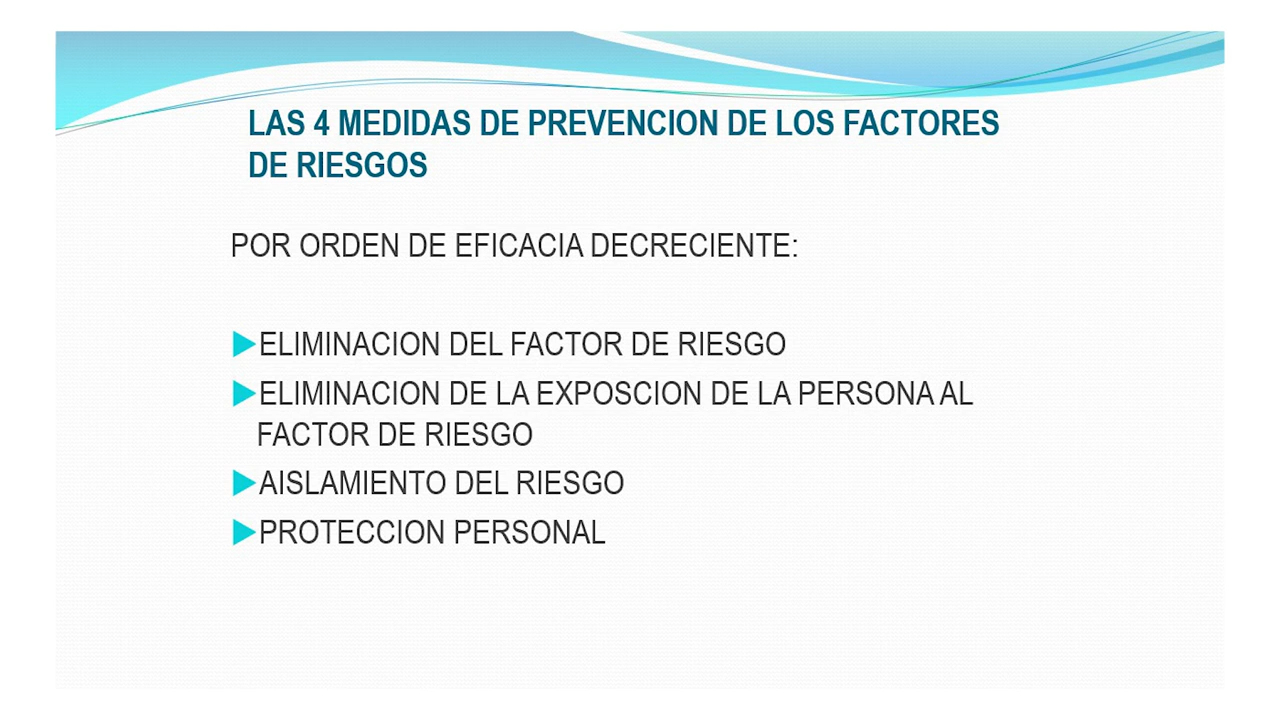 LAS 4 MEDIDAS DE PREVENCION DE LOS FACTORES
DE RIESGOS
POR ORDEN DE EFICACIA DECRECIENTE:
ELIMINACION DEL FACTOR DE RIESGO
ELIMINACION DE LA EXPOSCION DE LA PERSONA AL
FACTOR DE RIESGO
AISLAMIENTO DEL RIESGO
PROTECCION PERSONAL